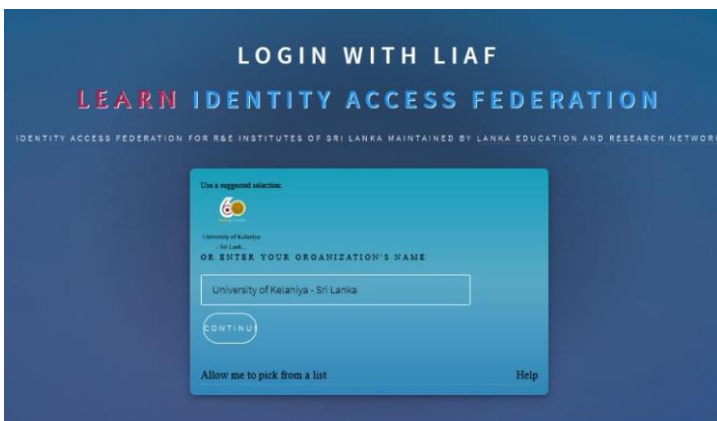 LOGIN WITH LIAF
LEARN IDENTITY ACCESS FEDERATION
IDENTITY ACCESS FEDERATION FOR R&E INSTITUTES OF SRI LANKA MAINTAINED BY LANKA EDUCATION AND RESEARCH NETWOR
Use a suggested selection:
60
University of Kelaniya
- Sri Lank...
OR ENTER YOUR ORGANIZATION'S NAME
University of Kelaniya - Sri Lanka
CONTINUE
Allow me to pick from a list
Help